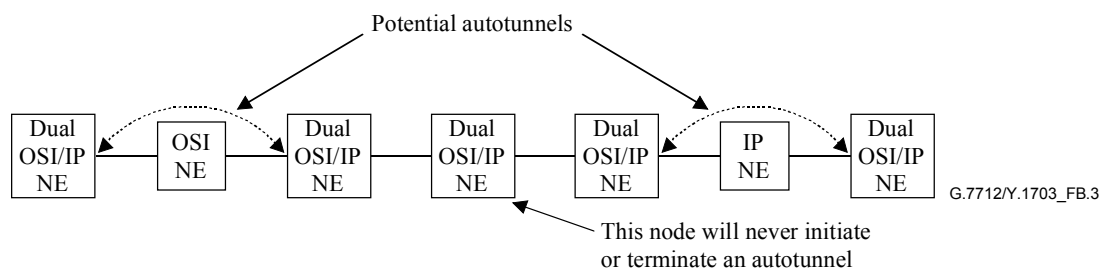 Potential autotunnels
Dual
OSI/IP
NE
OSI
NE
Dual
OSI/IP
NE
Dual
OSI/IP
NE
Dual
OSI/IP
NE
IP
NE
Dual
OSI/IP
NE
G.7712/Y.1703_FB.3
This node will never initiate
or terminate an autotunnel